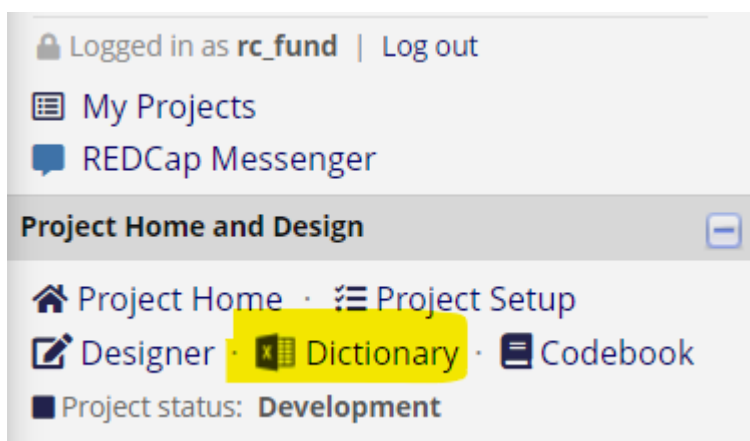 Logged in as rc_fund | Log out
My Projects
REDCap Messenger
Project Home and Design
Project Home · Project Setup
Designer · Dictionary · Codebook
Project status: Development